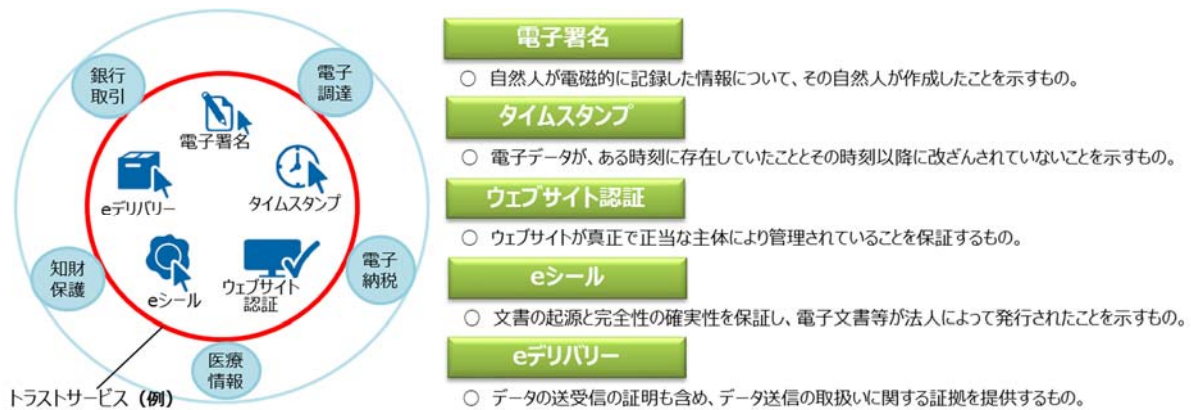 銀行
取引
電子
調達
電子署名
eデリバリー
タイムスタンプ
知財
保護
eシール
ウェブサイト
認証
電子
納税
医療
情報
トラストサービス (例)
電子署名
○ 自然人が電磁的に記録した情報について、その自然人が作成したことを示すもの。
タイムスタンプ
○ 電子データが、ある時刻に存在していたこととその時刻以降に改ざんされていないことを示すもの。
ウェブサイト認証
○ ウェブサイトが真正で正当な主体により管理されていることを保証するもの。
eシール
○ 文書の起源と完全性の確実性を保証し、電子文書等が法人によって発行されたことを示すもの。
eデリバリー
○ データの送受信の証明も含め、データ送信の取扱いに関する証拠を提供するもの。